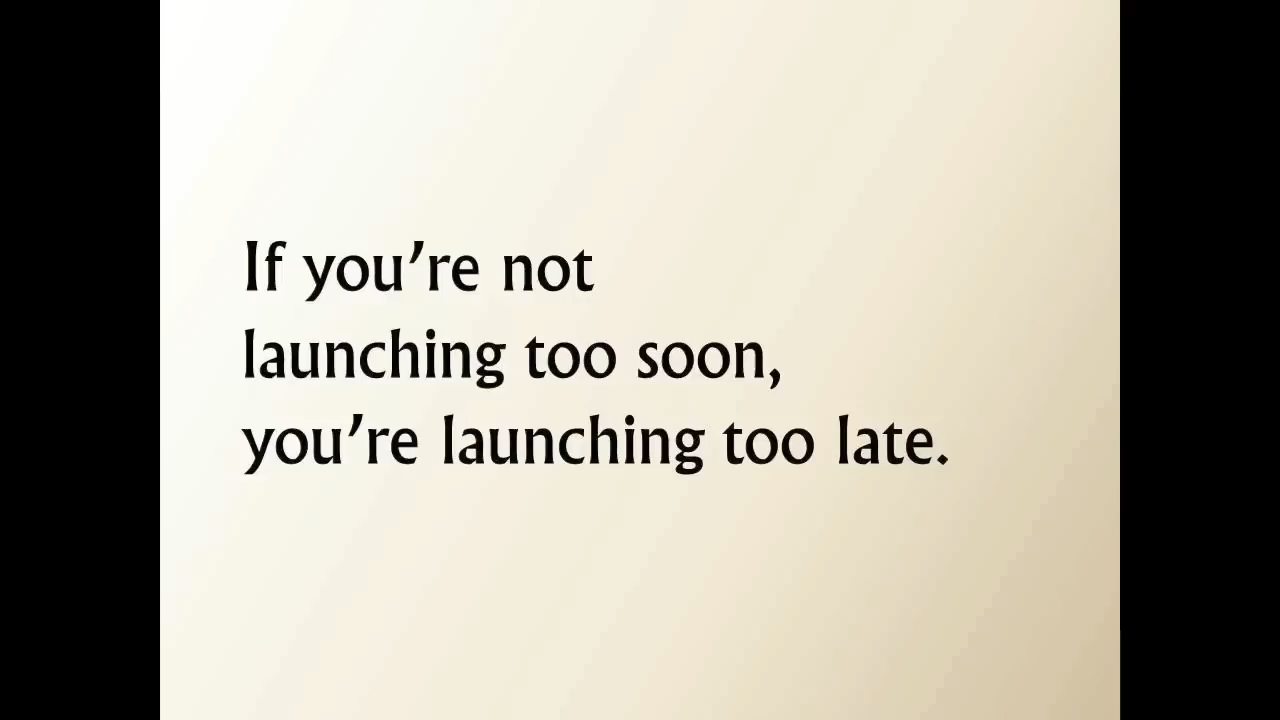 If you’re not
launching too soon,
you’re launching too late.